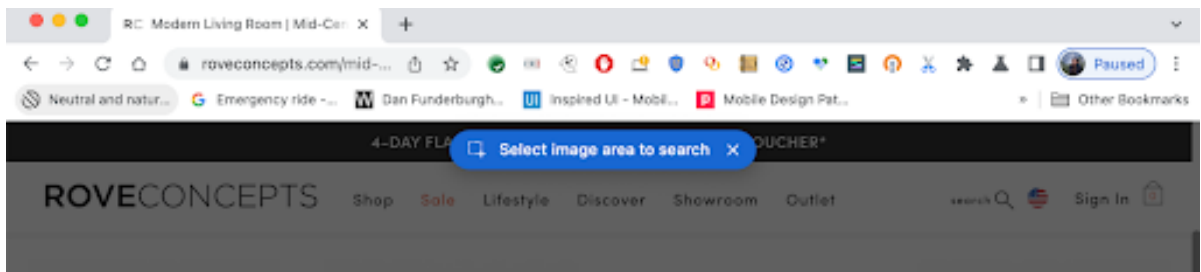 RC Modern Living Room | Mid-Cen
roveconcepts.com/mid-...
Paused
Neutral and natur...
Emergency ride -...
Dan Funderburgh...
UI
Inspired UI - Mobil...
Mobile Design Pat...
»
Other Bookmarks
4-DAY FLA
Select image area to search
OUCHER*
ROVECONCEPTS
Shop
Sale
Lifestyle
Discover
Showroom
Outlet
search
Sign In
0